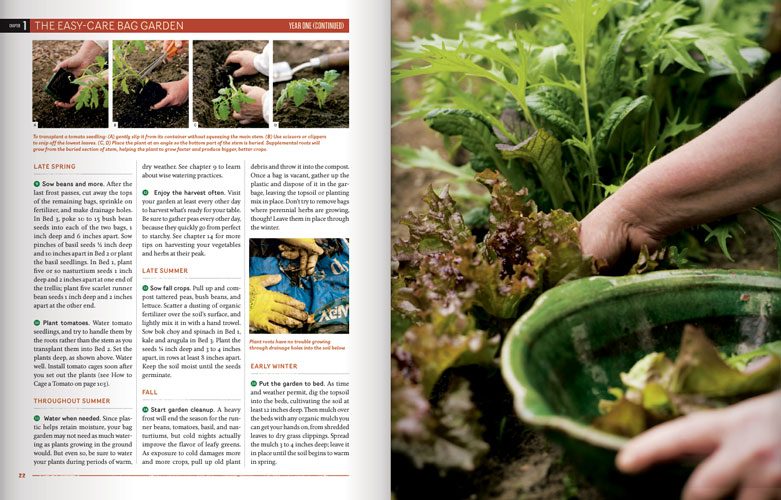 CHAPTER 1 THE EASY-CARE BAG GARDEN YEAR ONE (CONTINUED)
A B C D
To transplant a tomato seedling: (A) gently slip it from its container without squeezing the main stem. (B) Use scissors or clippers
to snip off the lowest leaves. (C, D) Place the plant at an angle so the bottom part of the stem is buried. Supplemental roots will
grow from the buried section of stem, helping the plant to grow faster and produce bigger, better crops.
LATE SPRING
Sow beans and more. After the
last frost passes, cut away the tops
of the remaining bags, sprinkle on
fertilizer, and make drainage holes.
In Bed 3, poke 10 to 15 bush bean
seeds into each of the two bags, 1
inch deep and 6 inches apart. Sow
pinches of basil seeds ¼ inch deep
and 10 inches apart in Bed 2 or plant
the basil seedlings. In Bed 1, plant
five or so nasturtium seeds 1 inch
deep and 2 inches apart at one end of
the trellis; plant five scarlet runner
bean seeds 1 inch deep and 2 inches
apart at the other end.
Plant tomatoes. Water tomato
seedlings, and try to handle them by
the roots rather than the stem as you
transplant them into Bed 2. Set the
plants deep, as shown above. Water
well. Install tomato cages soon after
you set out the plants (see How to
Cage a Tomato on page 103).
THROUGHOUT SUMMER
Water when needed. Since plas-
tic helps retain moisture, your bag
garden may not need as much water-
ing as plants growing in the ground
would. But even so, be sure to water
your plants during periods of warm,
dry weather. See chapter 9 to learn
about wise watering practices.
Enjoy the harvest often. Visit
your garden at least every other day
to harvest what's ready for your table.
Be sure to gather peas every other day,
because they quickly go from perfect
to starchy. See chapter 14 for more
tips on harvesting your vegetables
and herbs at their peak.
LATE SUMMER
Sow fall crops. Pull up and com-
post tattered peas, bush beans, and
lettuce. Scatter a dusting of organic
fertilizer over the soil's surface, and
lightly mix it in with a hand trowel.
Sow bok choy and spinach in Bed 1,
kale and arugula in Bed 3. Plant the
seeds ¼ inch deep and 3 to 4 inches
apart, in rows at least 8 inches apart.
Keep the soil moist until the seeds
germinate.
FALL
Start garden cleanup. A heavy
frost will end the season for the run-
ner beans, tomatoes, basil, and nas-
turtiums, but cold nights actually
improve the flavor of leafy greens.
As exposure to cold damages more
and more crops, pull up old plant
debris and throw it into the compost.
Once a bag is vacant, gather up the
plastic and dispose of it in the gar-
bage, leaving the topsoil or planting
mix in place. Don't try to remove bags
where perennial herbs are growing,
though! Leave them in place through
the winter.
Plant roots have no trouble growing
through drainage holes into the soil below.
EARLY WINTER
Put the garden to bed. As time
and weather permit, dig the topsoil
into the beds, cultivating the soil at
least 12 inches deep. Then mulch over
the beds with any organic mulch you
can get your hands on, from shredded
leaves to dry grass clippings. Spread
the mulch 3 to 4 inches deep; leave it
in place until the soil begins to warm
in spring.
22